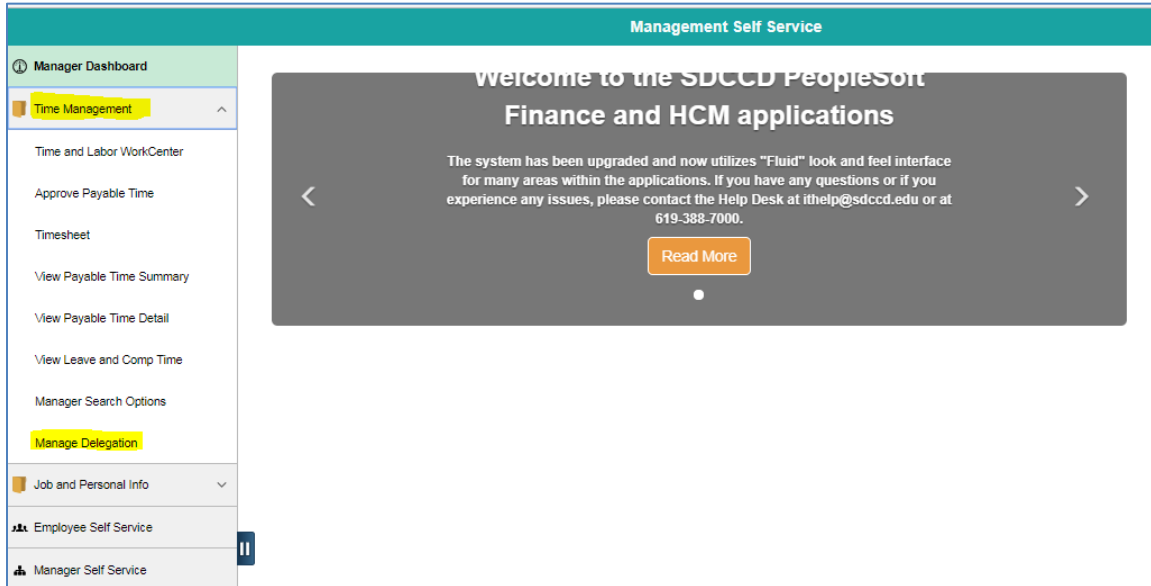 Management Self Service
Manager Dashboard
Time Management
Time and Labor WorkCenter
Approve Payable Time
Timesheet
View Payable Time Summary
View Payable Time Detail
View Leave and Comp Time
Manager Search Options
Manage Delegation
Job and Personal Info
Employee Self Service
Manager Self Service
Welcome to the SDCCD PeopleSoft
Finance and HCM applications
The system has been upgraded and now utilizes "Fluid" look and feel interface
for many areas within the applications. If you have any questions or if you
experience any issues, please contact the Help Desk at ithelp@sdccd.edu or at
619-388-7000.
Read More